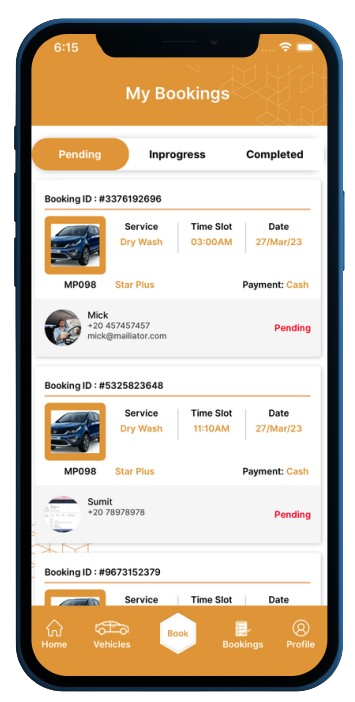 6:15
My Bookings
Pending Inprogress Completed
Booking ID : #3376192696
Service Time Slot Date
Dry Wash 03:00AM 27/Mar/23
MP098 Star Plus Payment: Cash
Mick
+20 457457457
mick@mailiator.com
Pending
Booking ID : #5325823648
Service Time Slot Date
Dry Wash 11:10AM 27/Mar/23
MP098 Star Plus Payment: Cash
Sumit
+20 78978978
Pending
Booking ID : #9673152379
Service Time Slot Date
Home Vehicles Book Bookings Profile